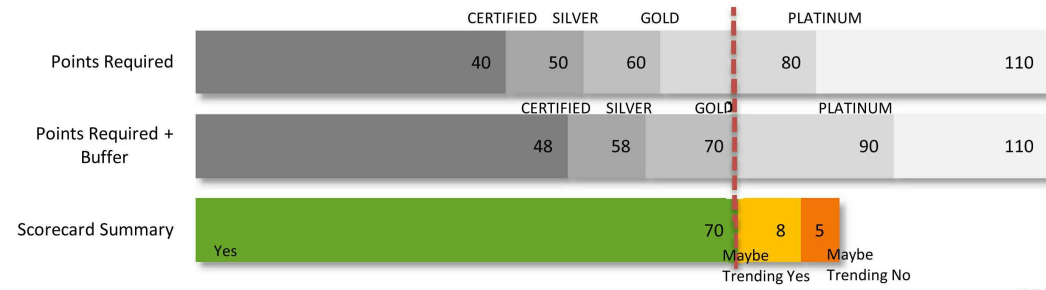 CERTIFIED SILVER GOLD PLATINUM
Points Required 40 50 60 80 110
CERTIFIED SILVER GOLD PLATINUM
Points Required +
Buffer
48 58 70 90 110
Scorecard Summary 70 8 5
Yes
Maybe
Trending Yes
Maybe
Trending No